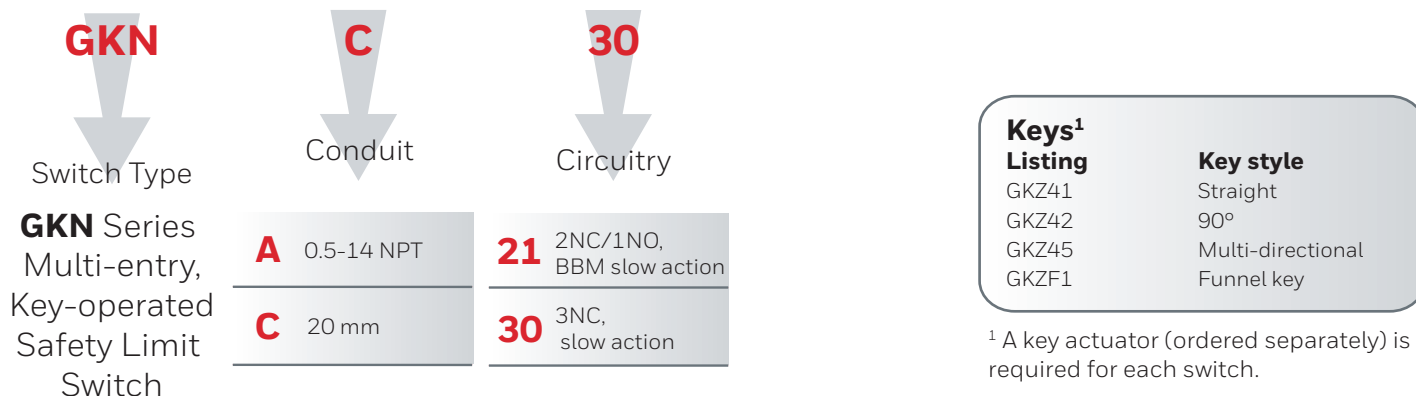 GKN
C
30
Switch Type
Conduit
Circuitry
GKN Series
Multi-entry,
Key-operated
Safety Limit
Switch
A 0.5-14 NPT
C 20 mm
21 2NC/1NO,
BBM slow action
30 3NC,
slow action
Keys¹
Listing Key style
GKZ41 Straight
GKZ42 90º
GKZ45 Multi-directional
GKZF1 Funnel key
¹ A key actuator (ordered separately) is
required for each switch.